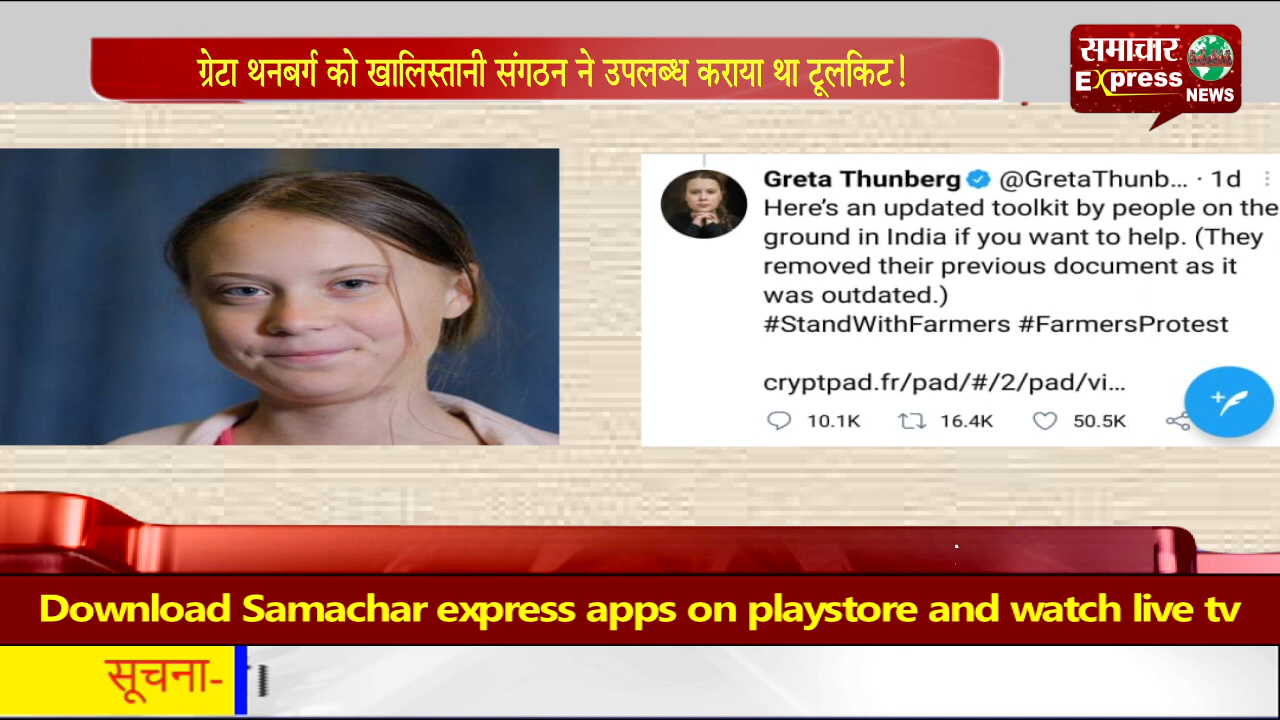 ग्रेटा थनबर्ग को खालिस्तानी संगठन ने उपलब्ध कराया था टूलकिट!
समाचार
Express
NEWS
Greta Thunberg @GretaThunb... · 1d
Here's an updated toolkit by people on the
ground in India if you want to help. (They
removed their previous document as it
was outdated.)
#StandWithFarmers #FarmersProtest
cryptpad.fr/pad/#/2/pad/vi...
10.1K 16.4K 50.5K
Download Samachar express apps on playstore and watch live tv
सूचना-